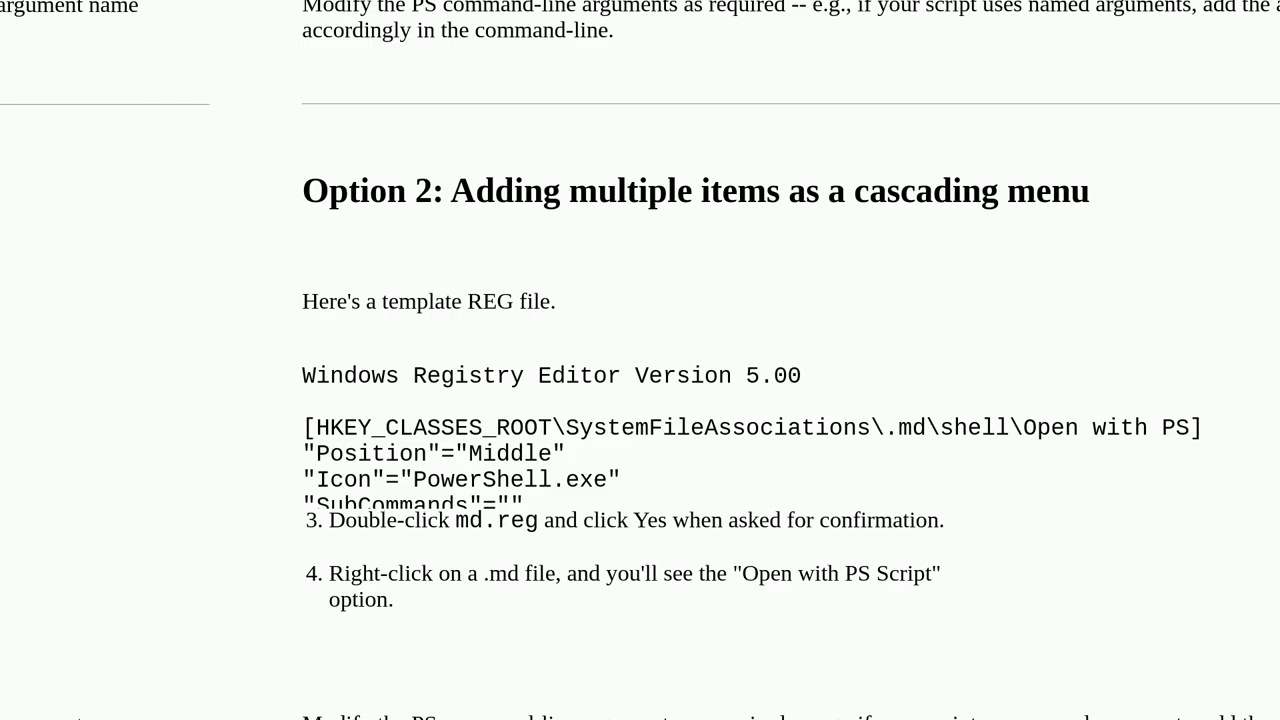 argument name
Modify the PS command-line arguments as required -- e.g., if your script uses named arguments, add the
accordingly in the command-line.
Option 2: Adding multiple items as a cascading menu
Here's a template REG file.
Windows Registry Editor Version 5.00
[HKEY_CLASSES_ROOT\SystemFileAssociations\.md\shell\Open with PS]
"Position"="Middle"
"Icon"="PowerShell.exe"
"SubCommands"=""
3. Double-click md.reg and click Yes when asked for confirmation.
4. Right-click on a .md file, and you'll see the "Open with PS Script"
option.